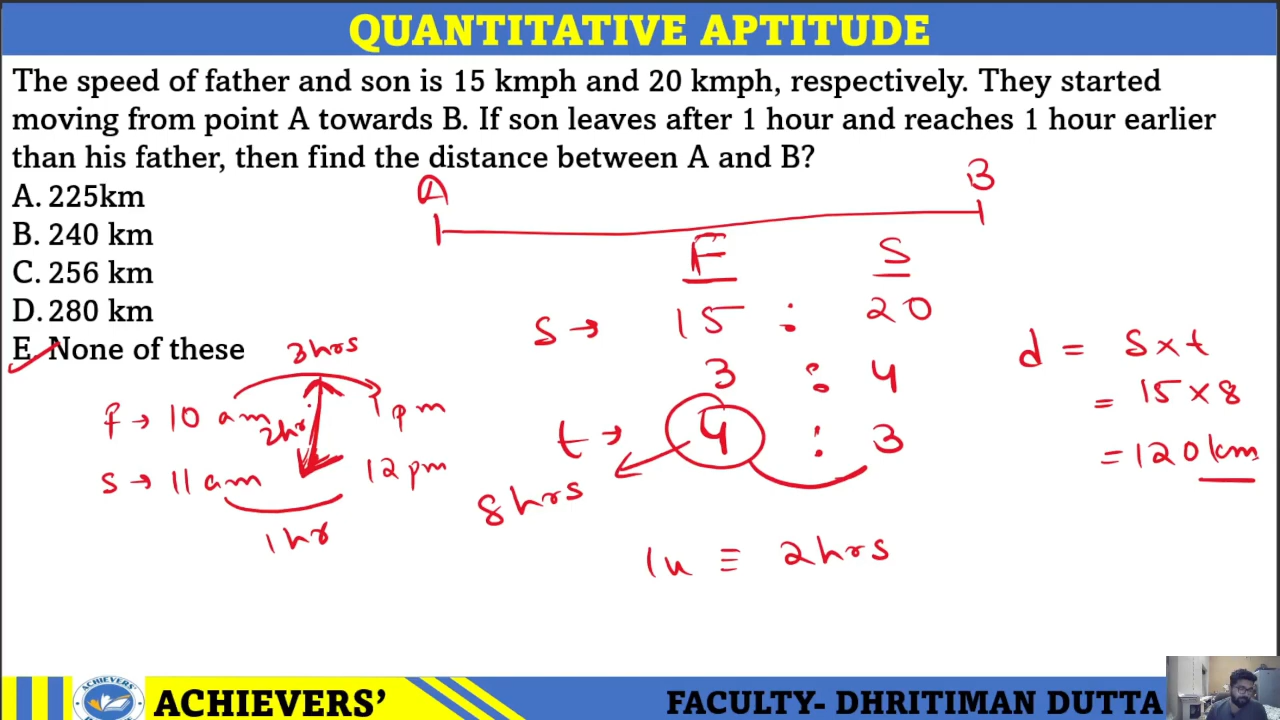 QUANTITATIVE APTITUDE
The speed of father and son is 15 kmph and 20 kmph, respectively. They started
moving from point A towards B. If son leaves after 1 hour and reaches 1 hour earlier
than his father, then find the distance between A and B?
A. 225km
B. 240 km
C. 256 km
D. 280 km
E. None of these
A B
F S
S → 15 : 20
3 : 4
t → 4 : 3
8hrs
1u ≡ 2hrs
3hrs
f → 10 am 1 pm
2hr
s → 11 am 12 pm
1hr
d = S×t
= 15×8
= 120km
ACHIEVERS
ACHIEVERS’
FACULTY- DHRITIMAN DUTTA